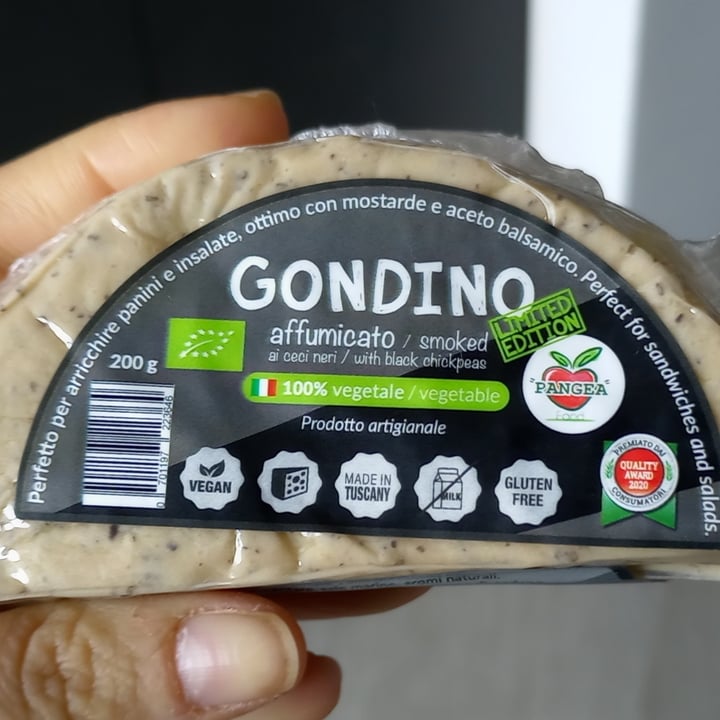 Perfetto per arricchire panini e insalate, ottimo con mostarde e aceto balsamico. Perfect for sandwiches and salads.
GONDINO
LIMITED
EDITION
affumicato / smoked
ai ceci neri / with black chickpeas
200 g
100% vegetale / vegetable
"PANGEA"
Food
Prodotto artigianale
VEGAN
MADE IN
TUSCANY
MILK
GLUTEN
FREE
PREMIATO DAI
QUALITY
AWARD
2020
CONSUMATORI
aromi naturali.